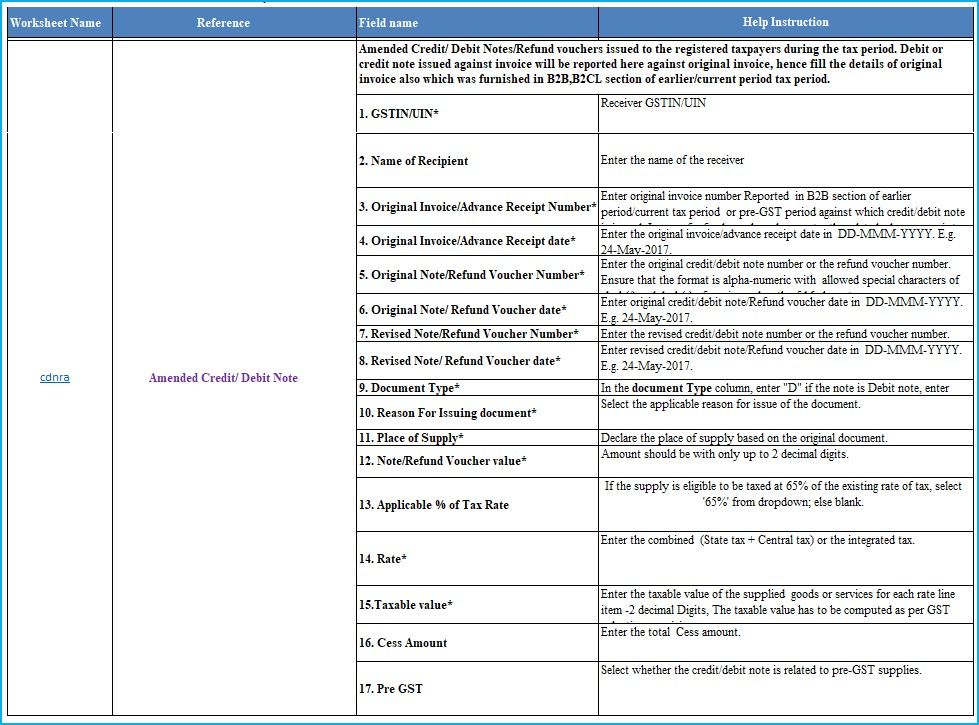 Worksheet Name Reference Field name Help Instruction
Amended Credit/ Debit Notes/Refund vouchers issued to the registered taxpayers during the tax period. Debit or
credit note issued against invoice will be reported here against original invoice, hence fill the details of original
invoice also which was furnished in B2B,B2CL section of earlier/current period tax period.
1. GSTIN/UIN*
Receiver GSTIN/UIN
2. Name of Recipient
Enter the name of the receiver
3. Original Invoice/Advance Receipt Number*
Enter original invoice number Reported in B2B section of earlier
period/current tax period or pre-GST period against which credit/debit note
4. Original Invoice/Advance Receipt date*
Enter the original invoice/advance receipt date in DD-MMM-YYYY. E.g.
24-May-2017.
5. Original Note/Refund Voucher Number*
Enter the original credit/debit note number or the refund voucher number.
Ensure that the format is alpha-numeric with allowed special characters of
6. Original Note/ Refund Voucher date*
Enter original credit/debit note/Refund voucher date in DD-MMM-YYYY.
E.g. 24-May-2017.
7. Revised Note/Refund Voucher Number*
Enter the revised credit/debit note number or the refund voucher number.
8. Revised Note/ Refund Voucher date*
Enter revised credit/debit note/Refund voucher date in DD-MMM-YYYY.
E.g. 24-May-2017.
cdnra
Amended Credit/ Debit Note
9. Document Type*
In the document Type column, enter "D" if the note is Debit note, enter
10. Reason For Issuing document*
Select the applicable reason for issue of the document.
11. Place of Supply*
Declare the place of supply based on the original document.
12. Note/Refund Voucher value*
Amount should be with only up to 2 decimal digits.
13. Applicable % of Tax Rate
If the supply is eligible to be taxed at 65% of the existing rate of tax, select
'65%' from dropdown; else blank.
14. Rate*
Enter the combined (State tax + Central tax) or the integrated tax.
15.Taxable value*
Enter the taxable value of the supplied goods or services for each rate line
item -2 decimal Digits, The taxable value has to be computed as per GST
16. Cess Amount
Enter the total Cess amount.
17. Pre GST
Select whether the credit/debit note is related to pre-GST supplies.